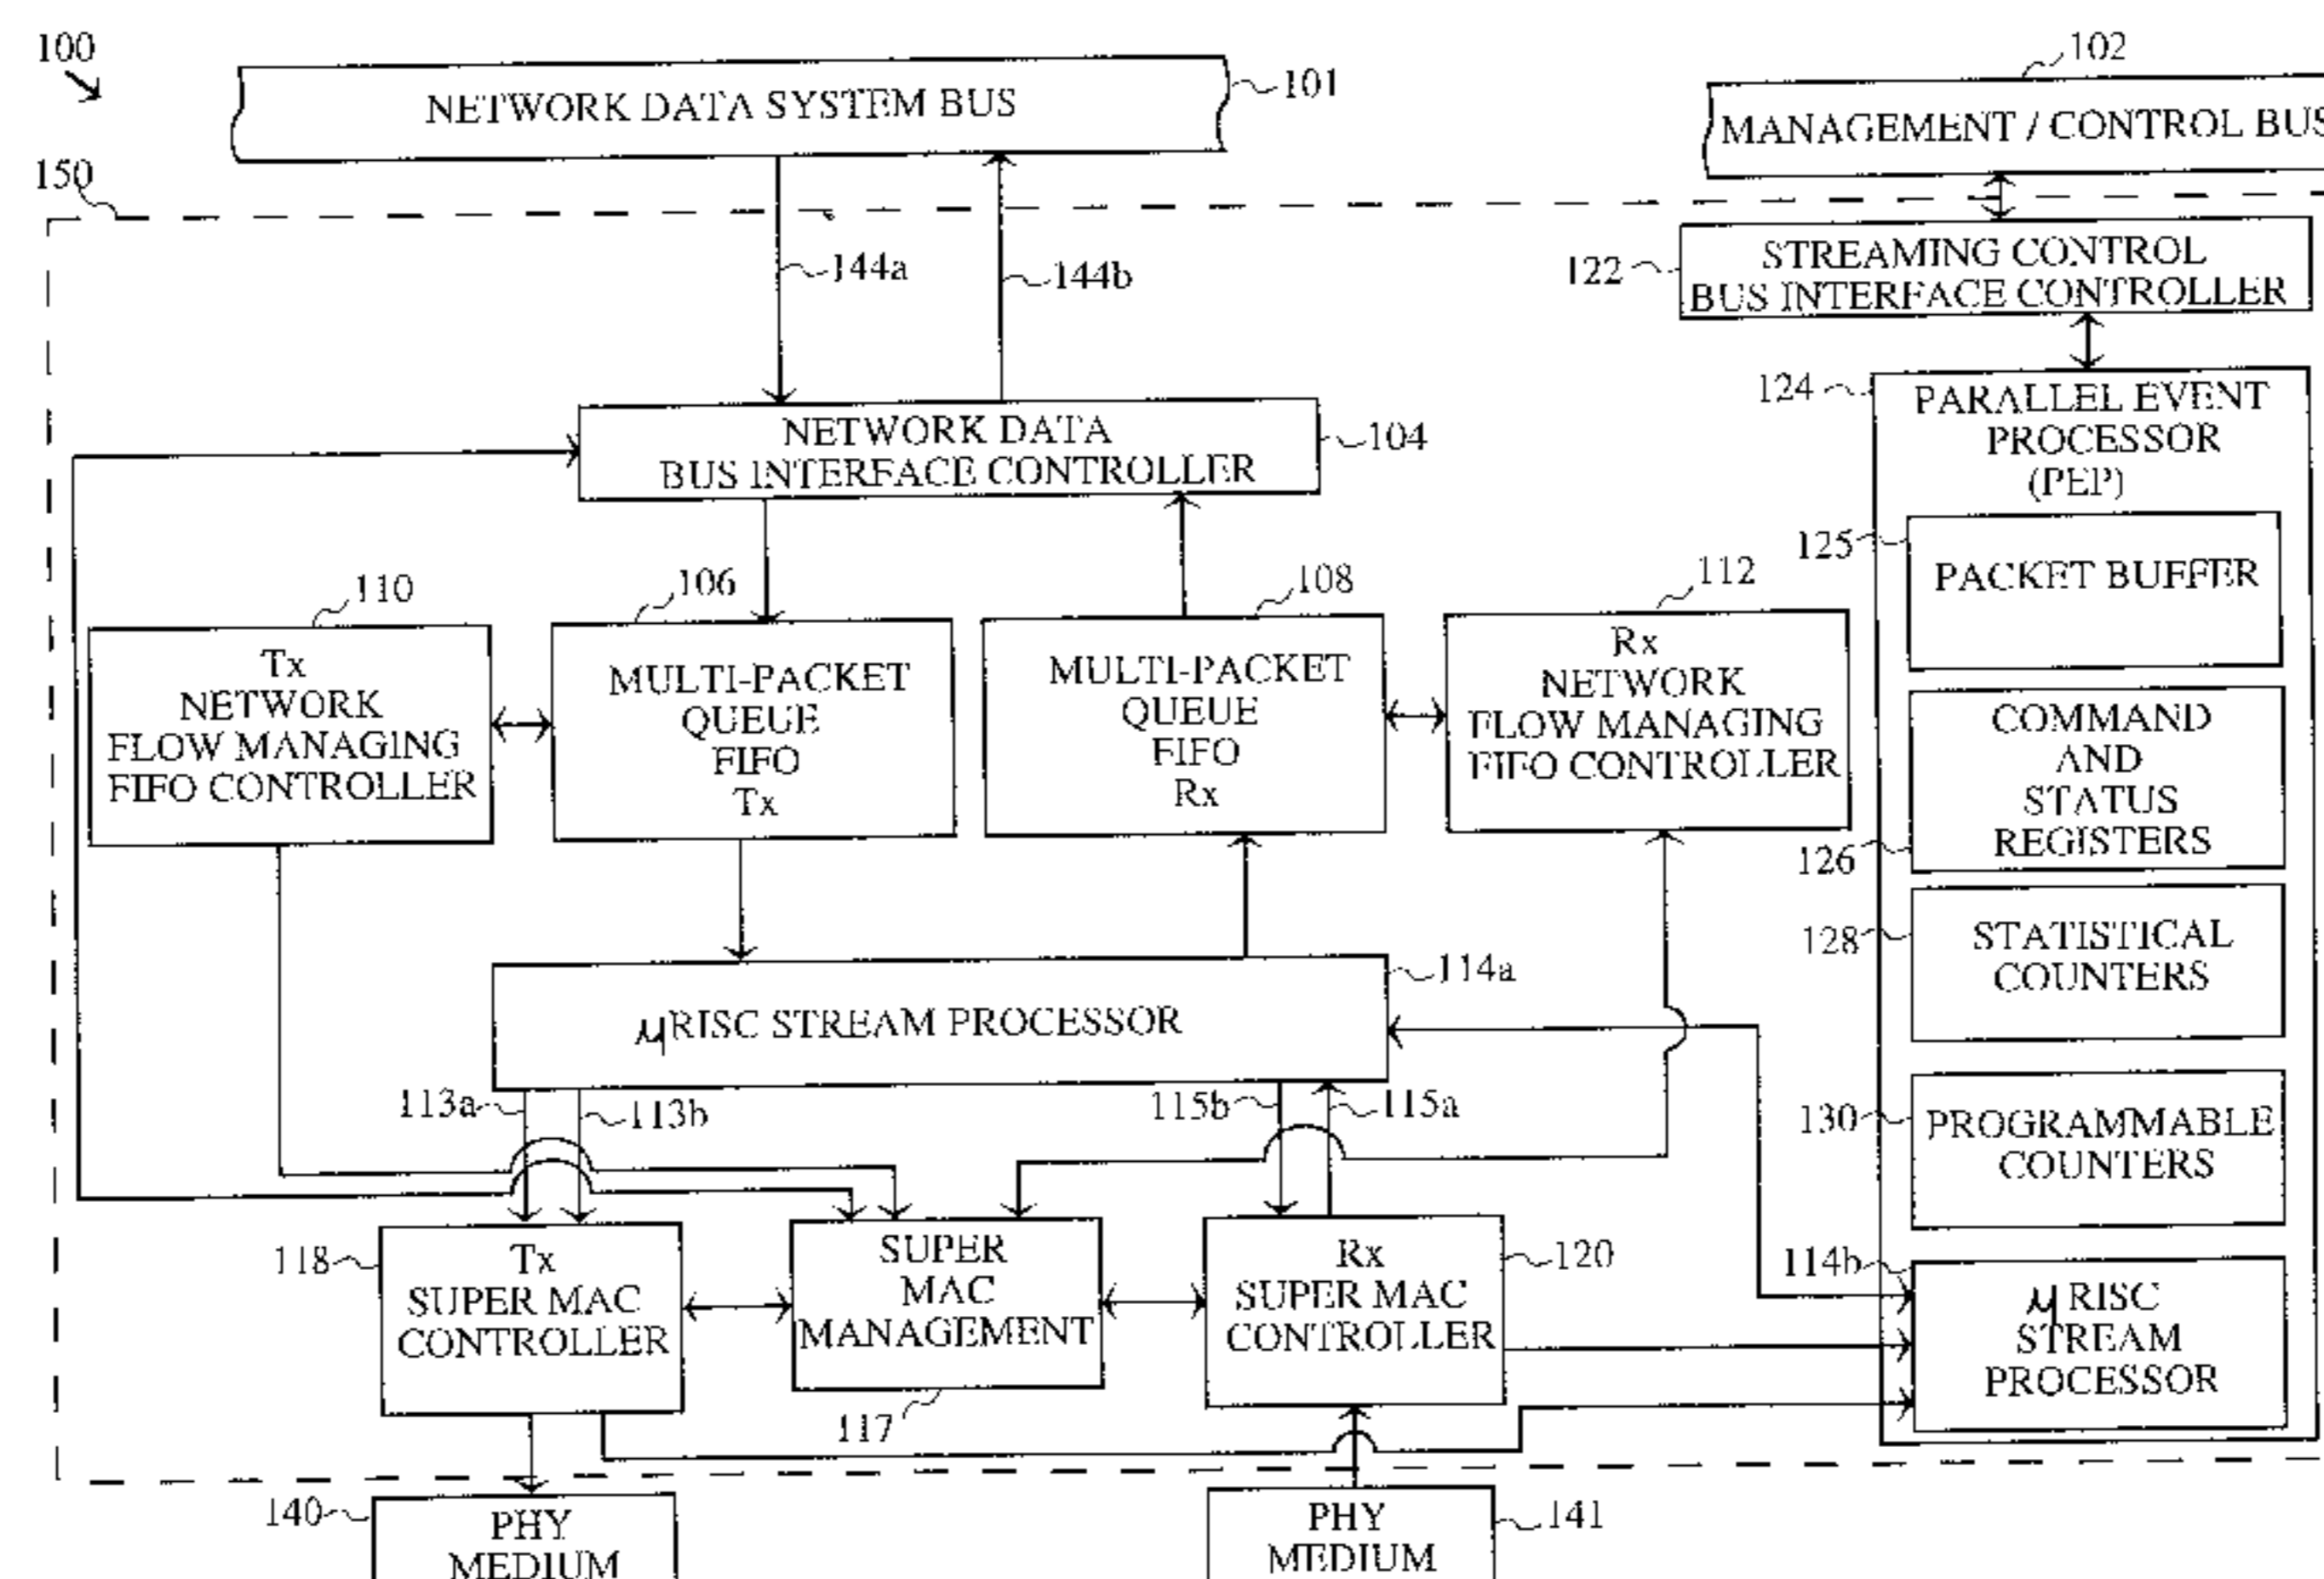 100
NETWORK DATA SYSTEM BUS
101
102
MANAGEMENT / CONTROL BUS
150
144a
144b
122
STREAMING CONTROL
BUS INTERFACE CONTROLLER
NETWORK DATA
BUS INTERFACE CONTROLLER
104
124
PARALLEL EVENT
PROCESSOR
(PEP)
125
PACKET BUFFER
110
Tx
NETWORK
FLOW MANAGING
FIFO CONTROLLER
106
MULTI-PACKET
QUEUE
FIFO
Tx
108
MULTI-PACKET
QUEUE
FIFO
Rx
112
Rx
NETWORK
FLOW MANAGING
FIFO CONTROLLER
COMMAND
AND
STATUS
REGISTERS
126
128
STATISTICAL
COUNTERS
114a
μRISC STREAM PROCESSOR
113a
113b
115b
115a
130
PROGRAMMABLE
COUNTERS
118
Tx
SUPER MAC
CONTROLLER
SUPER
MAC
MANAGEMENT
117
Rx
SUPER MAC
CONTROLLER
120
114b
μ RISC
STREAM
PROCESSOR
140
PHY
MEDIUM
PHY
MEDIUM
141